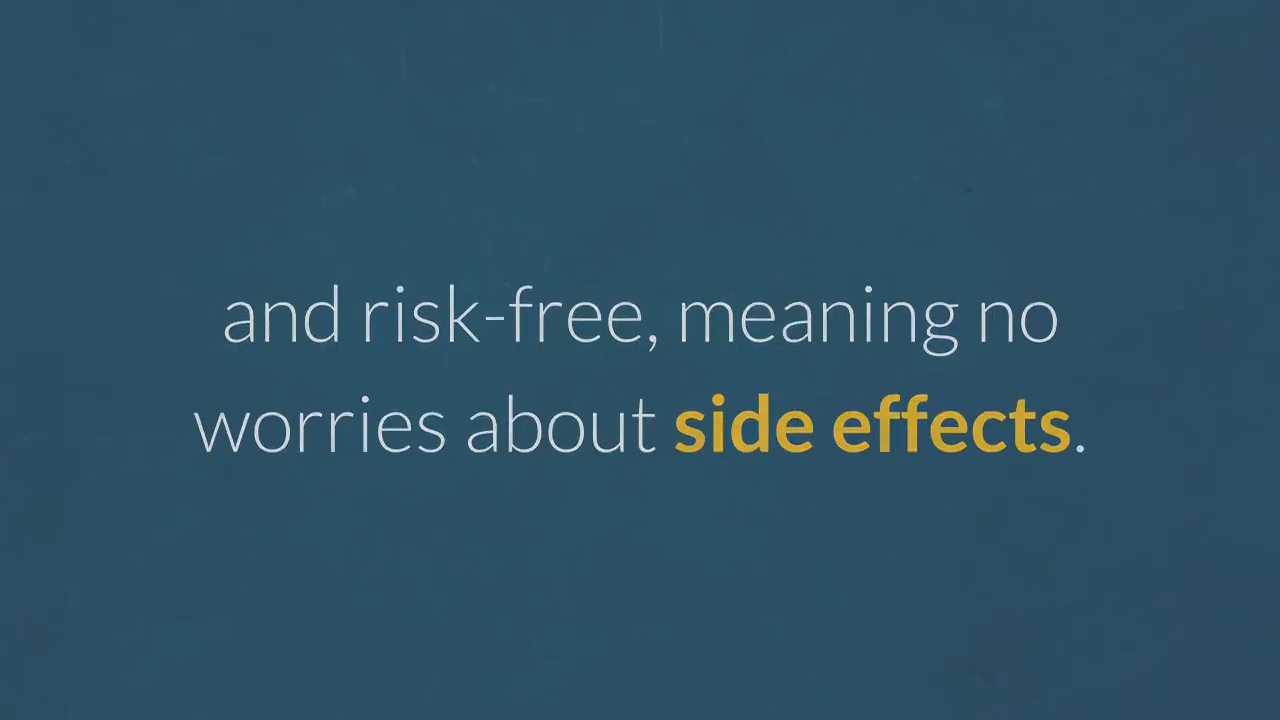 and risk-free, meaning no
worries about side effects.